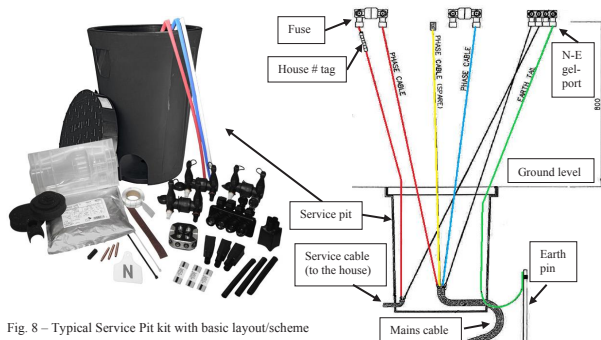 Fuse
House # tag
PHASE CABLE
PHASE CABLE
PHASE CABLE (SPARE)
EARTH TAIL
N-E
gel-
port
800
Ground level
Service pit
Service cable
(to the house)
Earth
pin
Mains cable
N
Fig. 8 – Typical Service Pit kit with basic layout/scheme